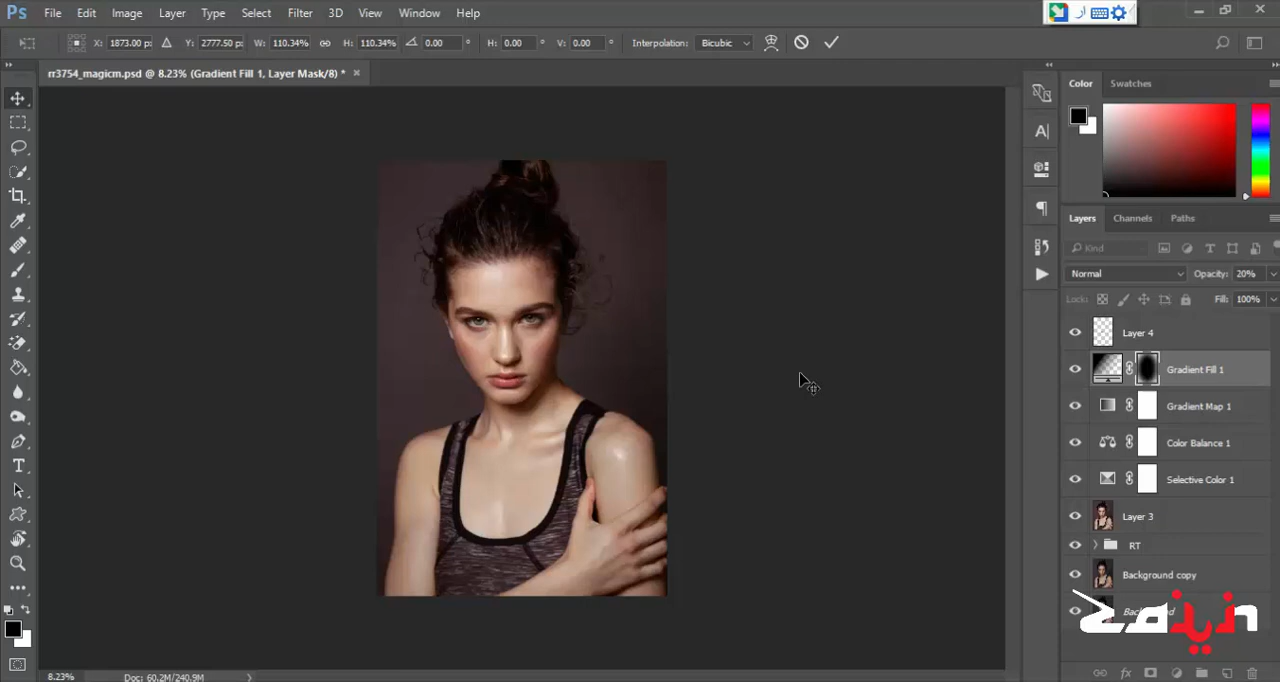 Ps File Edit Image Layer Type Select Filter 3D View Window Help
X: 1873.00 px Y: 2777.50 px W: 110.34% H: 110.34% 0.00 ° H: 0.00 ° V: 0.00 ° Interpolation: Bicubic
rr3754_magicm.psd @ 8.23% (Gradient Fill 1, Layer Mask/8) * ×
Color Swatches
A|
Layers Channels Paths
Kind
Normal Opacity: 20%
Lock: Fill: 100%
Layer 4
Gradient Fill 1
Gradient Map 1
Color Balance 1
Selective Color 1
Layer 3
RT
Background copy
8.23% Doc: 60.2M/240.9M